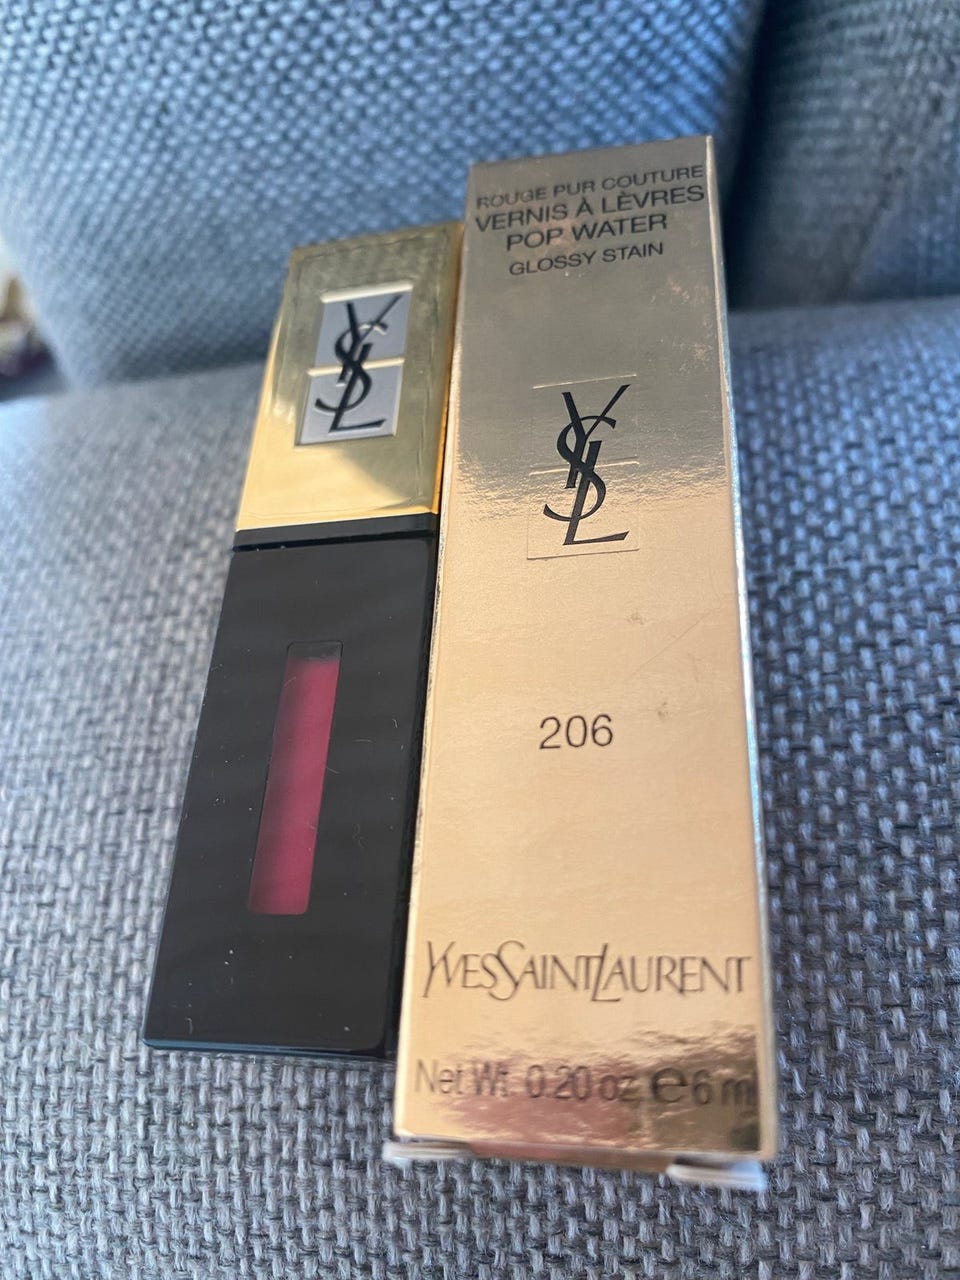 YSL
ROUGE PUR COUTURE
VERNIS À LÈVRES
POP WATER
GLOSSY STAIN
YSL
206
YVESSAINTLAURENT
Net Wt. 0.20 oz e 6 ml